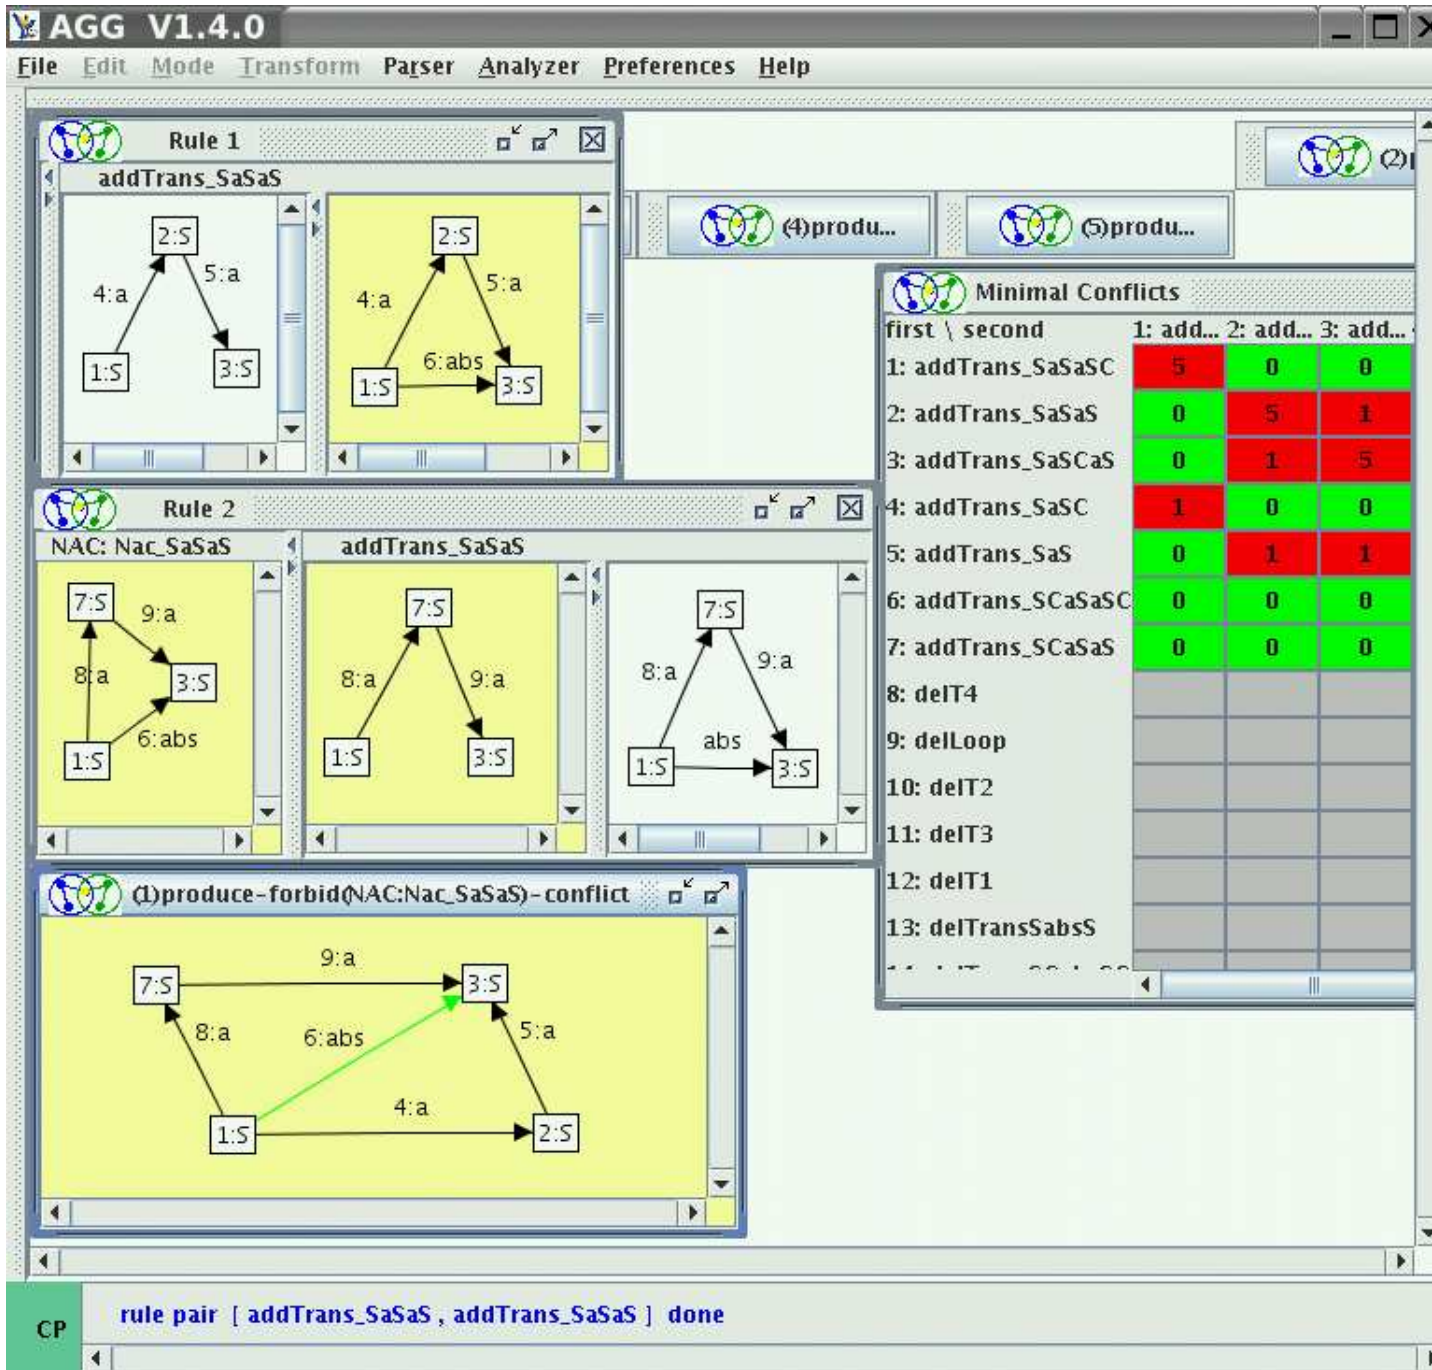 AGG V1.4.0
File Edit Mode Transform Parser Analyzer Preferences Help
Rule 1
addTrans_SaSaS
2:S
4:a
5:a
1:S
3:S
2:S
4:a
5:a
6:abs
1:S
3:S
(4)produ...
(5)produ...
Minimal Conflicts
first \ second 1: add... 2: add... 3: add...
1: addTrans_SaSaSC 5 0 0
2: addTrans_SaSaS 0 5 1
3: addTrans_SaSCaS 0 1 5
4: addTrans_SaSC 1 0 0
5: addTrans_SaS 0 1 1
6: addTrans_SCaSaSC 0 0 0
7: addTrans_SCaSaS 0 0 0
8: delT4
9: delLoop
10: delT2
11: delT3
12: delT1
13: delTransSabsS
Rule 2
NAC: Nac_SaSaS
addTrans_SaSaS
7:S
9:a
8:a
3:S
6:abs
1:S
7:S
8:a
9:a
1:S
3:S
7:S
8:a
9:a
abs
1:S
3:S
(1)produce-forbid(NAC:Nac_SaSaS)-conflict
9:a
7:S
3:S
8:a
6:abs
5:a
4:a
1:S
2:S
CP
rule pair [ addTrans_SaSaS , addTrans_SaSaS ] done